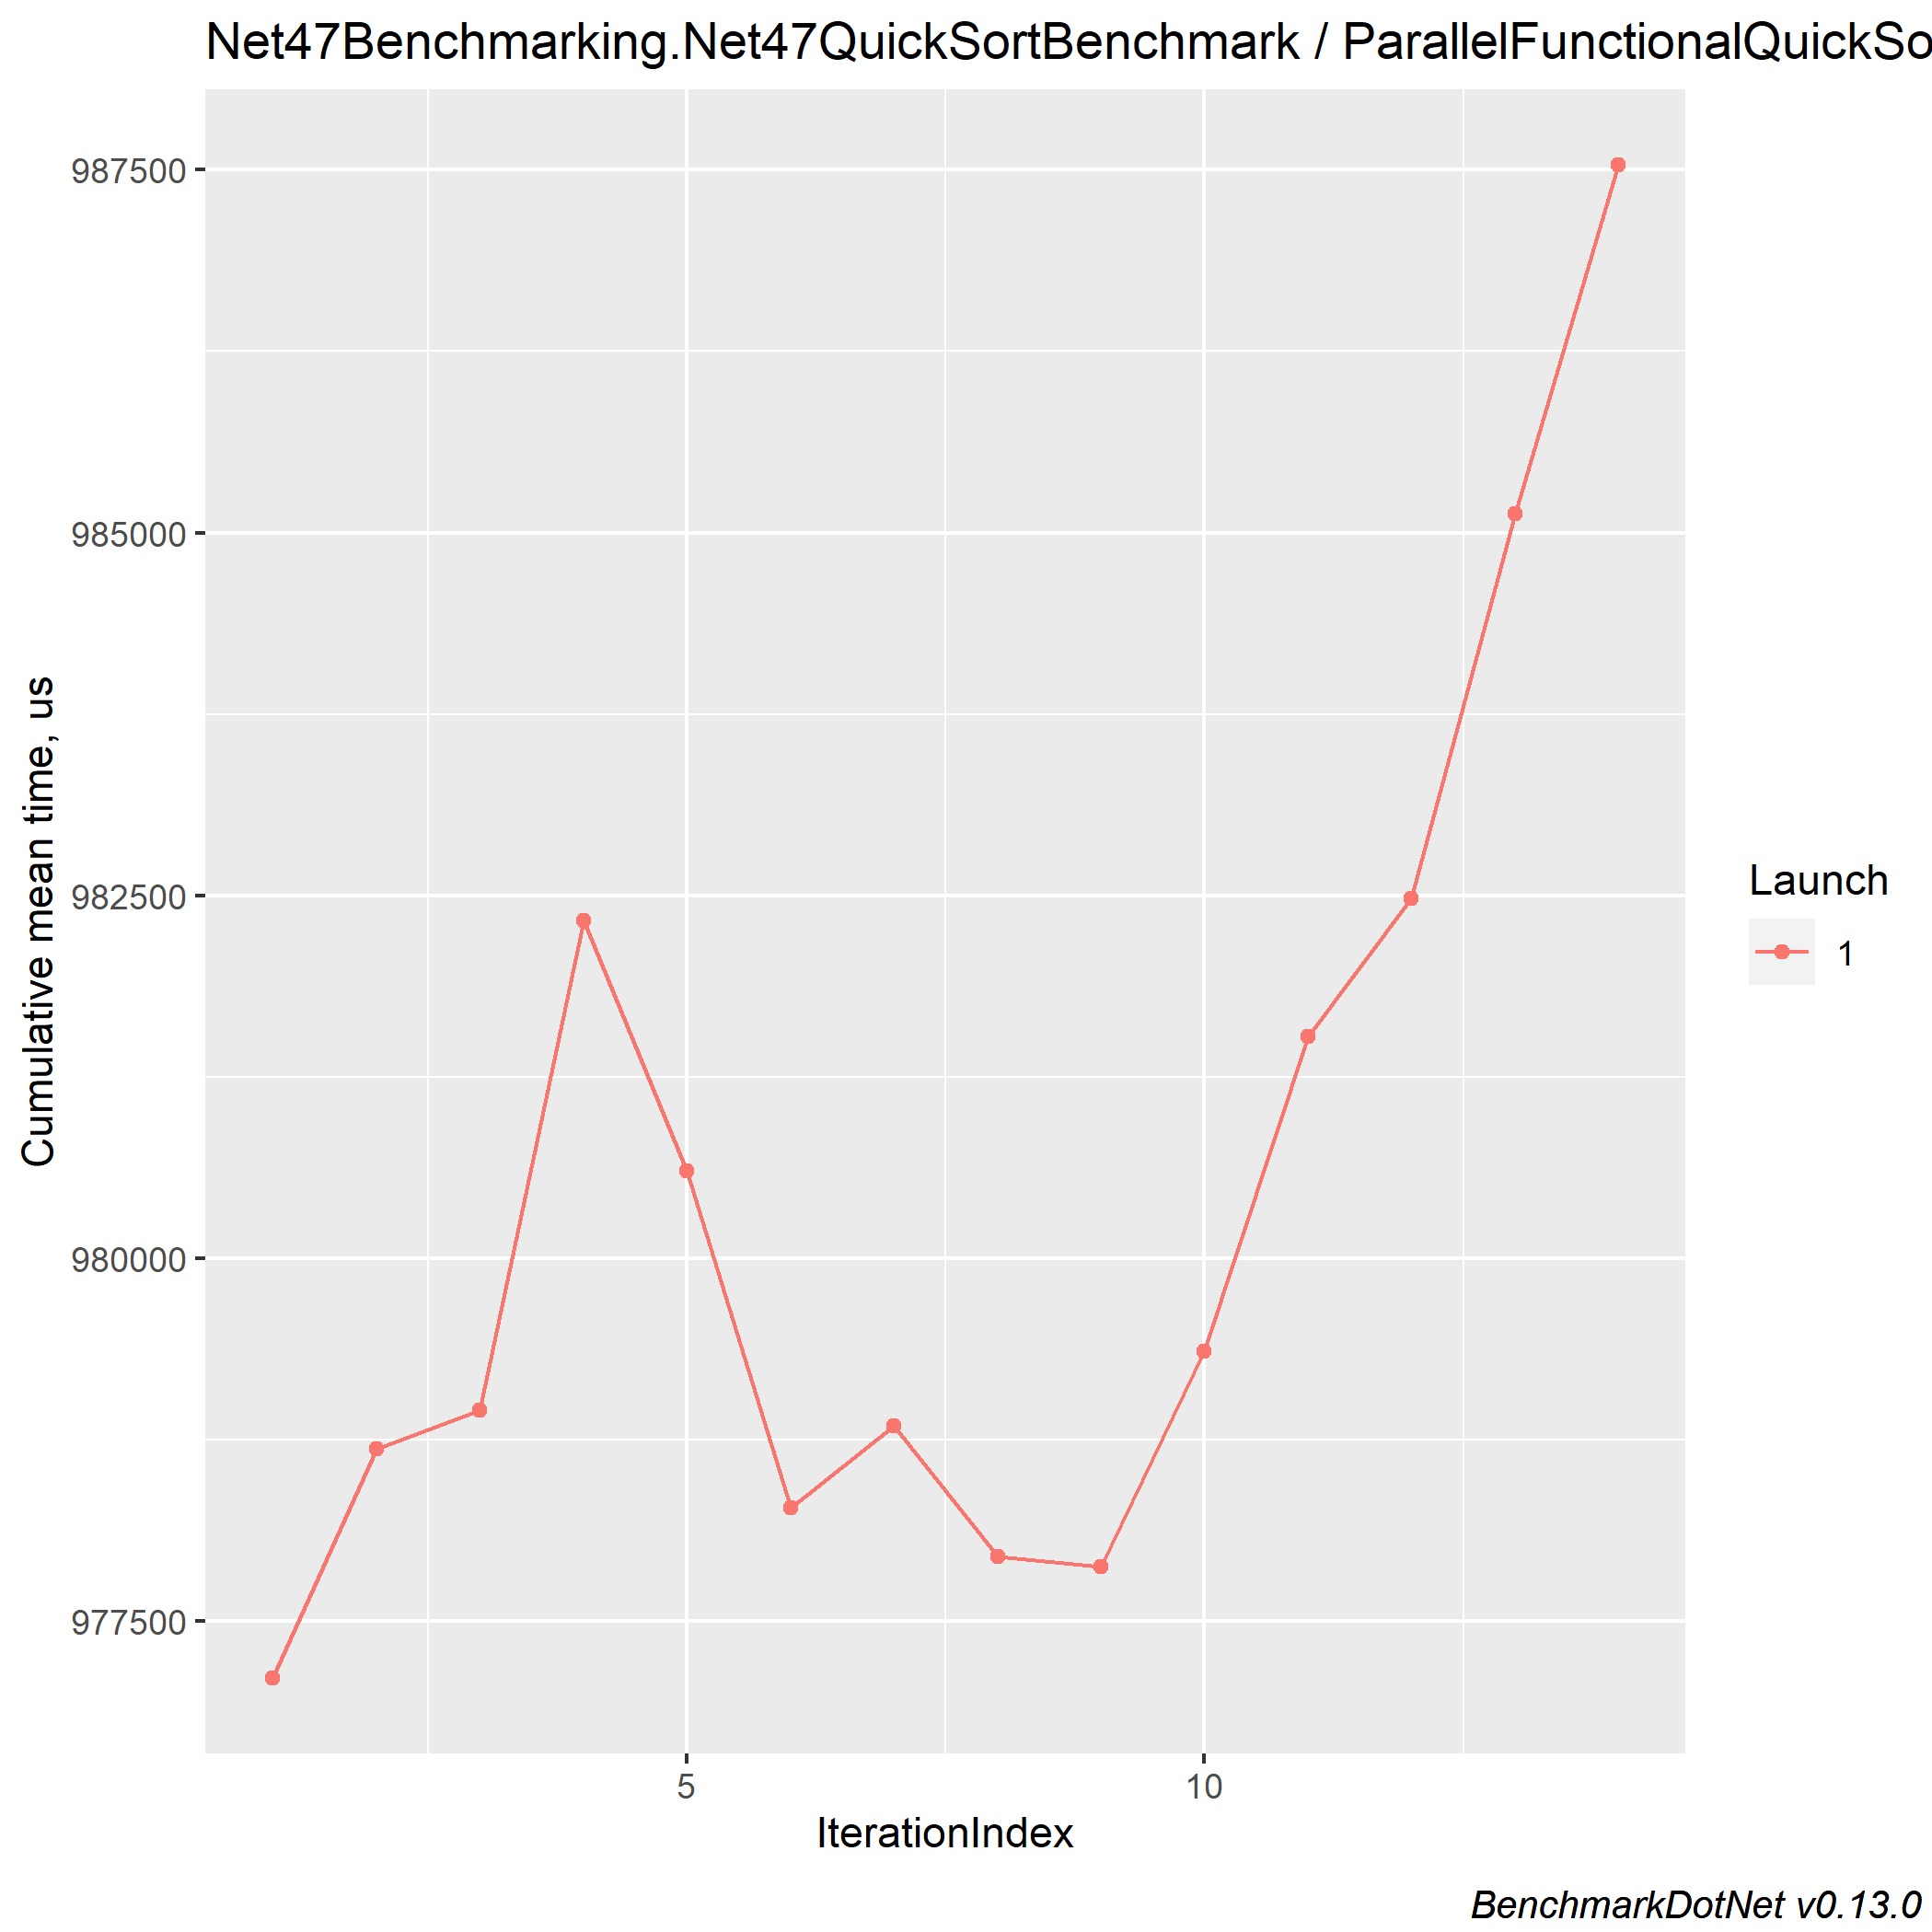 Net47Benchmarking.Net47QuickSortBenchmark / ParallelFunctionalQuickSo
987500
985000
982500
980000
977500
Cumulative mean time, us
5 10
IterationIndex
Launch
1
BenchmarkDotNet v0.13.0